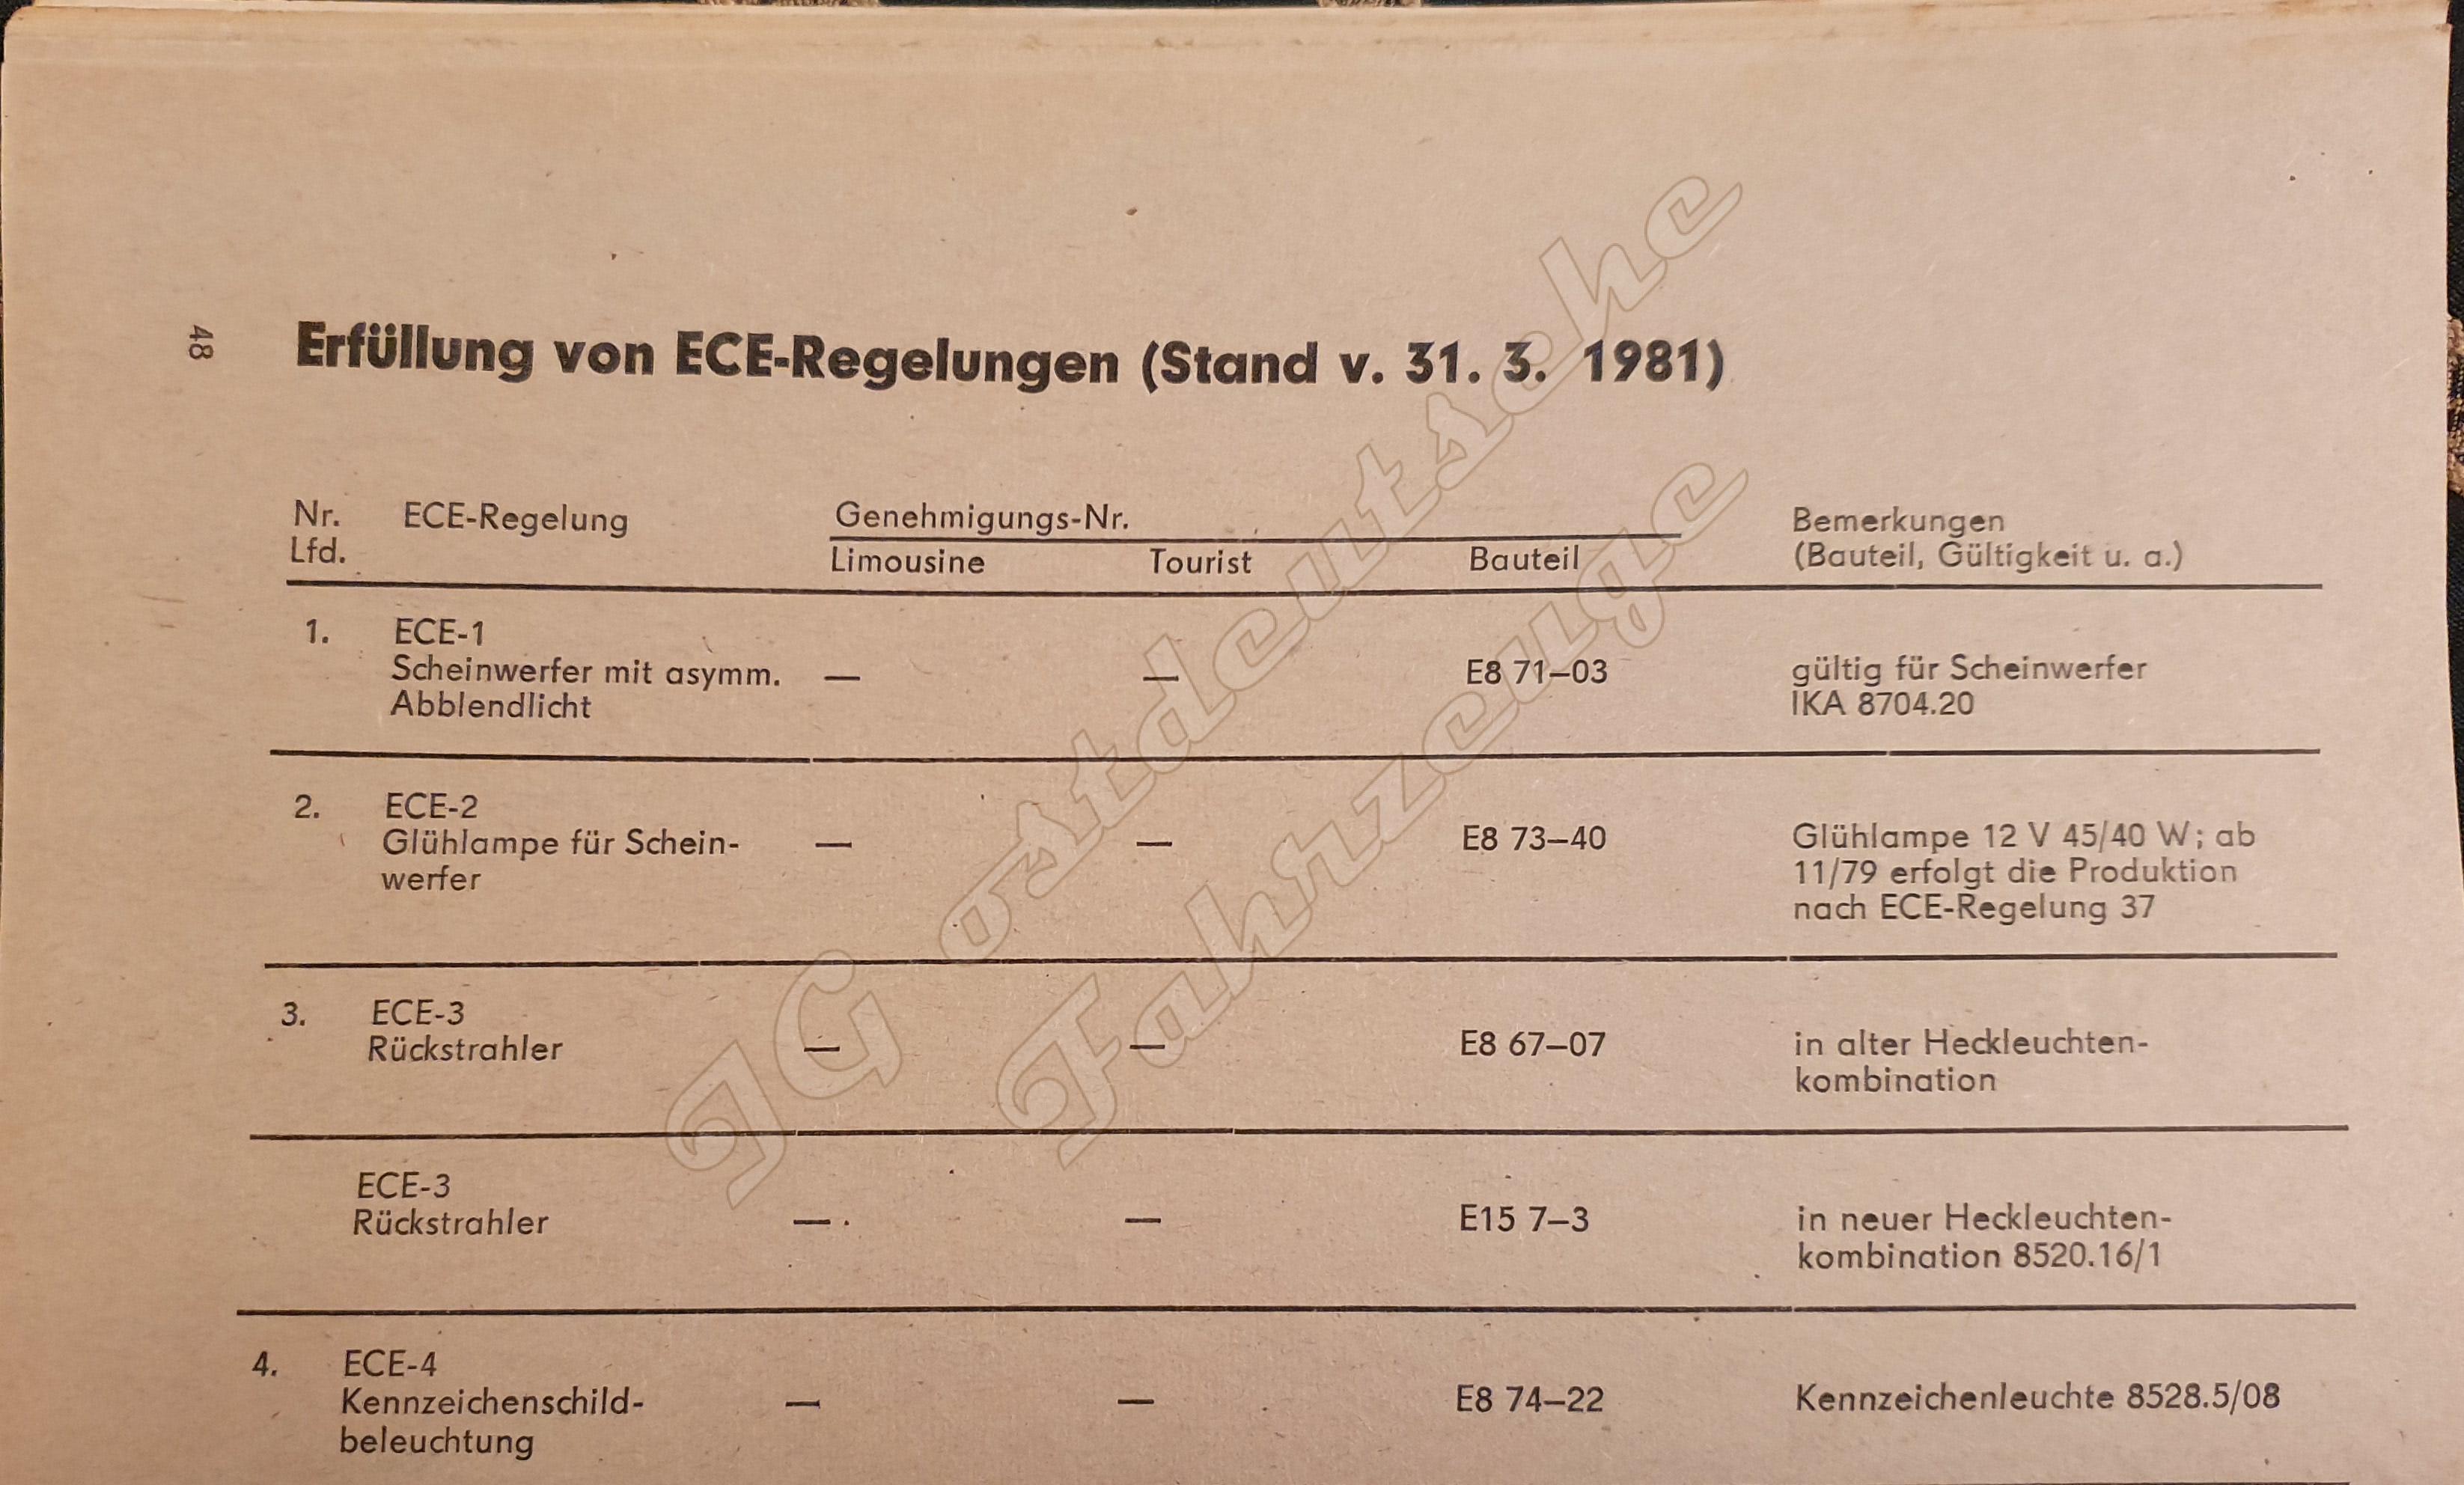 48
Erfüllung von ECE-Regelungen (Stand v. 31. 3. 1981)
Nr. ECE-Regelung Genehmigungs-Nr. Bemerkungen
Lfd. Limousine Tourist Bauteil (Bauteil, Gültigkeit u. a.)
1. ECE-1
Scheinwerfer mit asymm. — — E8 71–03 gültig für Scheinwerfer
Abblendlicht IKA 8704.20
2. ECE-2
Glühlampe für Schein- — — E8 73–40 Glühlampe 12 V 45/40 W; ab
werfer 11/79 erfolgt die Produktion
nach ECE-Regelung 37
3. ECE-3
Rückstrahler — — E8 67–07 in alter Heckleuchten-
kombination
ECE-3
Rückstrahler — — E15 7–3 in neuer Heckleuchten-
kombination 8520.16/1
4. ECE-4
Kennzeichenschild- — — E8 74–22 Kennzeichenleuchte 8528.5/08
beleuchtung
IG ostdeutsche
Fahrzeuge